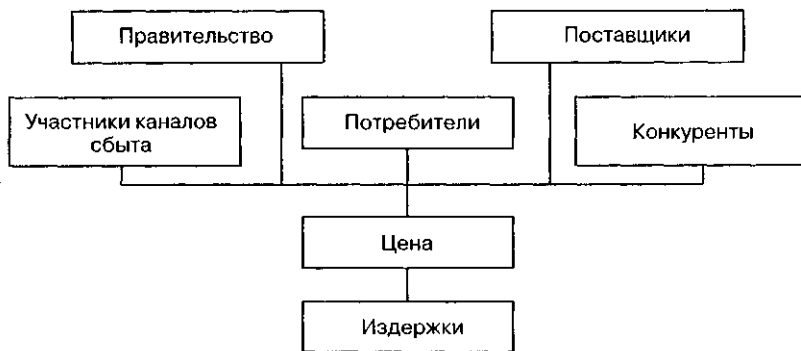 Правительство
Поставщики
Участники каналов
сбыта
Потребители
Конкуренты
Цена
Издержки